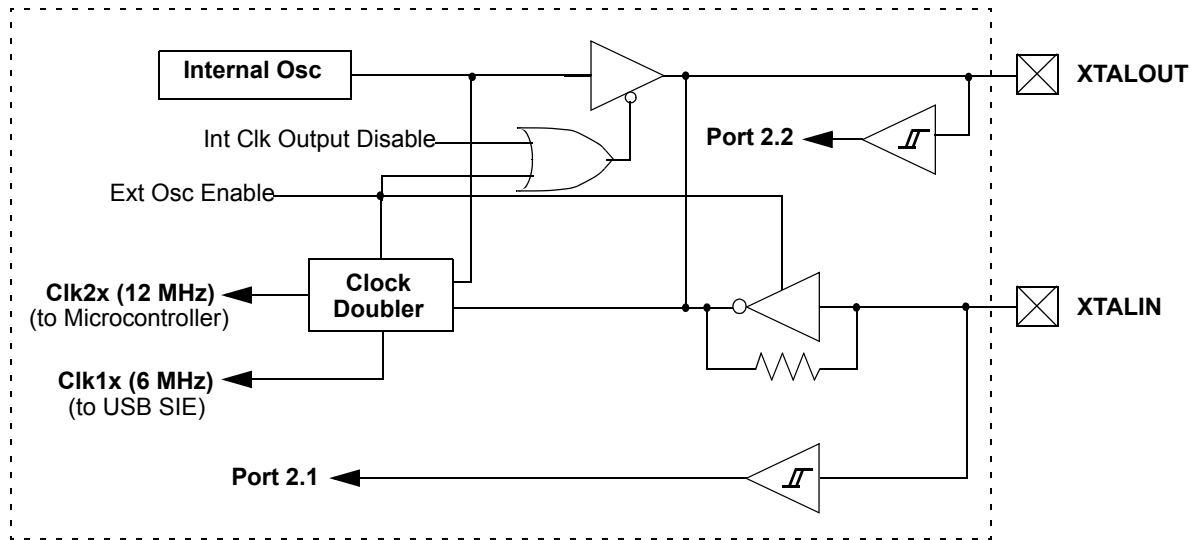 Internal Osc
XTALOUT
Int Clk Output Disable
Port 2.2
Ext Osc Enable
Clk2x (12 MHz)
(to Microcontroller)
Clock
Doubler
XTALIN
Clk1x (6 MHz)
(to USB SIE)
Port 2.1